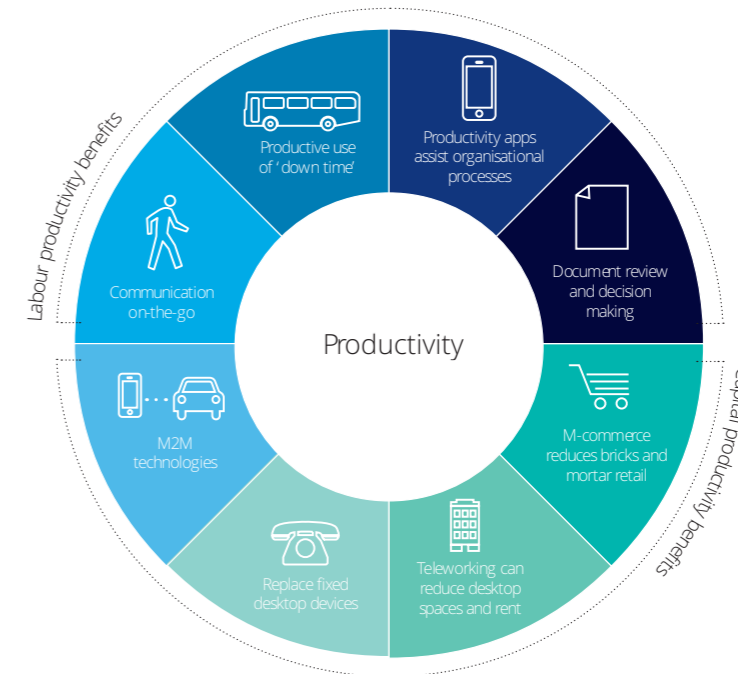 Labour productivity benefits
Productive use
of ‘ down time’
Productivity apps
assist organisational
processes
Communication
on-the-go
Document review
and decision
making
Productivity
M2M
technologies
M-commerce
reduces bricks and
mortar retail
Replace fixed
desktop devices
Teleworking can
reduce desktop
spaces and rent
productivity benefits